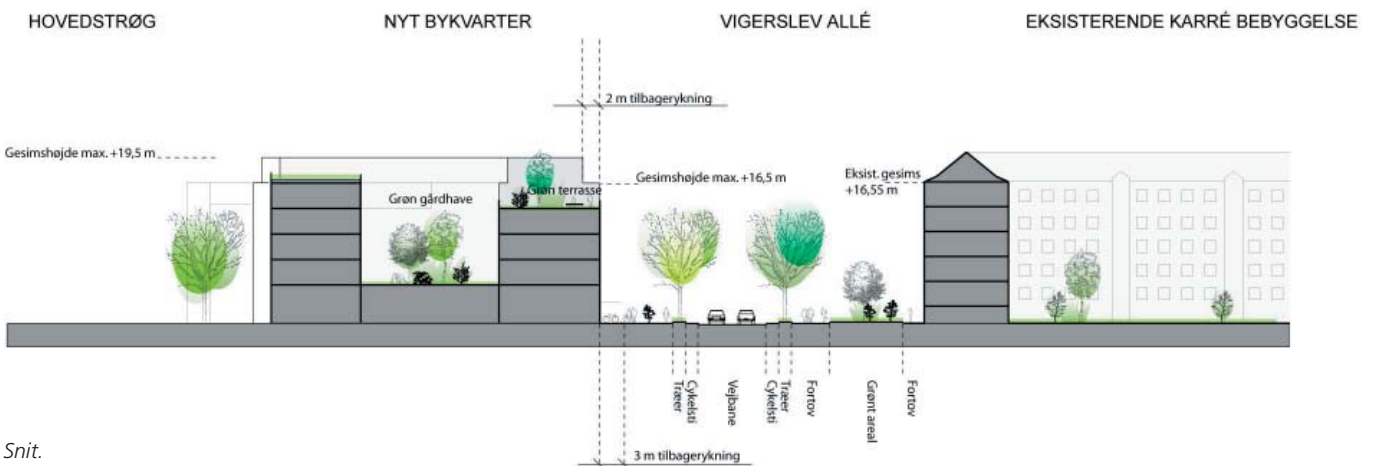 HOVEDSTRØG
NYT BYKVARTER
VIGERSLEV ALLÉ
EKSISTERENDE KARRÉ BEBYGGELSE
2 m tilbagerykning
Gesimshøjde max. +19,5 m
Gesimshøjde max. +16,5 m
Eksist. gesims
+16,55 m
Grøn gårdhave
Grøn terrasse
Træer
Cykelsti
Vejbane
Cykelsti
Træer
Fortov
Grønt areal
Fortov
3 m tilbagerykning
Snit.